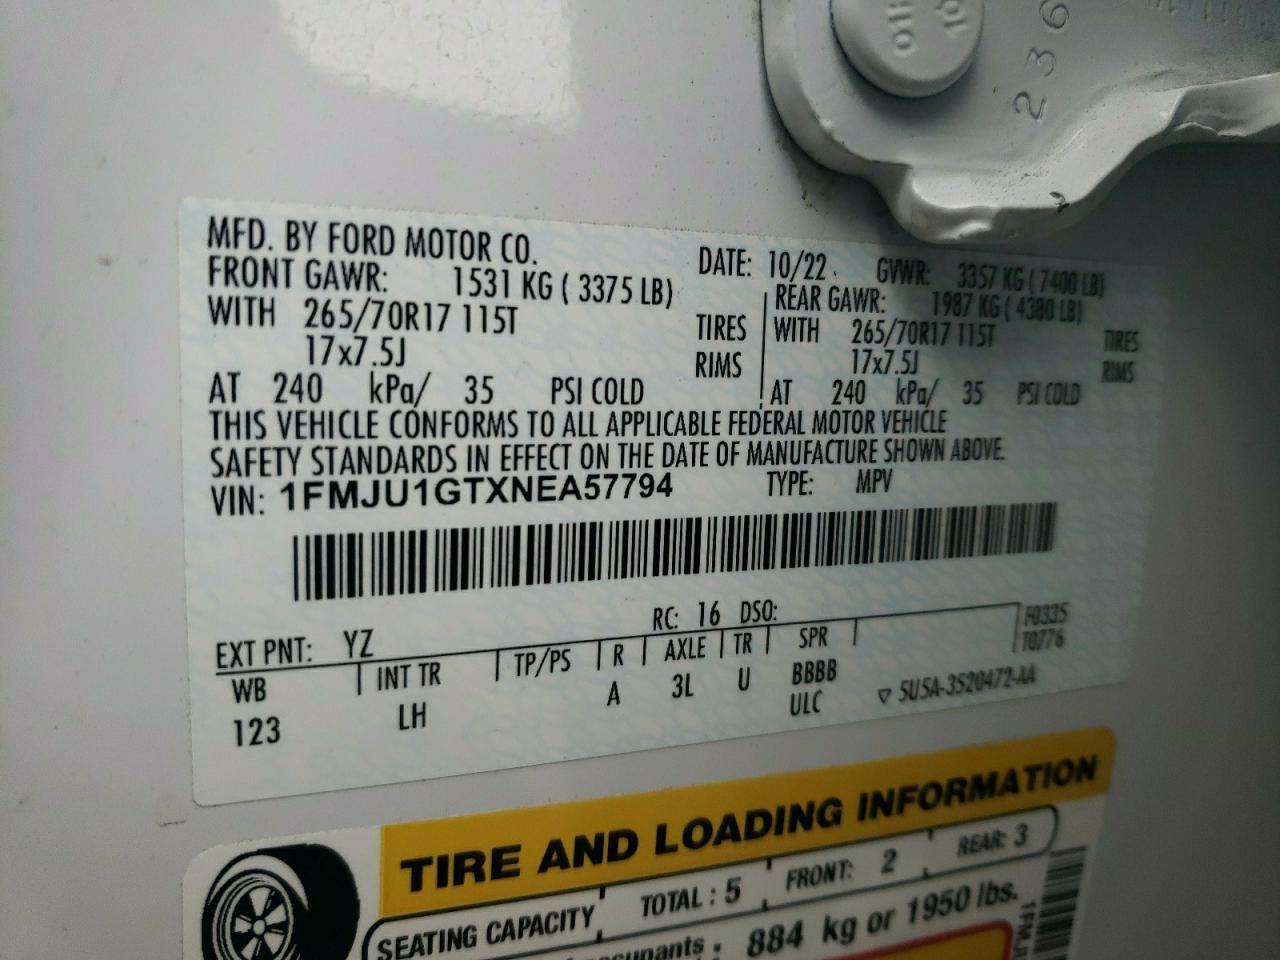 236
MFD. BY FORD MOTOR CO.
DATE: 10/22 GVWR: 3357 KG ( 7400 LB)
FRONT GAWR: 1531 KG ( 3375 LB)
REAR GAWR: 1987 KG ( 4380 LB)
WITH 265/70R17 115T TIRES
WITH 265/70R17 115T TIRES
17x7.5J RIMS
17x7.5J RIMS
AT 240 kPa/ 35 PSI COLD
AT 240 kPa/ 35 PSI COLD
THIS VEHICLE CONFORMS TO ALL APPLICABLE FEDERAL MOTOR VEHICLE
SAFETY STANDARDS IN EFFECT ON THE DATE OF MANUFACTURE SHOWN ABOVE.
VIN: 1FMJU1GTXNEA57794 TYPE: MPV
RC: 16 DSO: F0335
EXT PNT: YZ T0776
WB INT TR TP/PS R AXLE TR SPR
123 LH A 3L U BBBB
ULC ▽ 5U5A-3520472-AA
TIRE AND LOADING INFORMATION
SEATING CAPACITY TOTAL : 5 FRONT: 2 REAR: 3
884 kg or 1950 lbs.